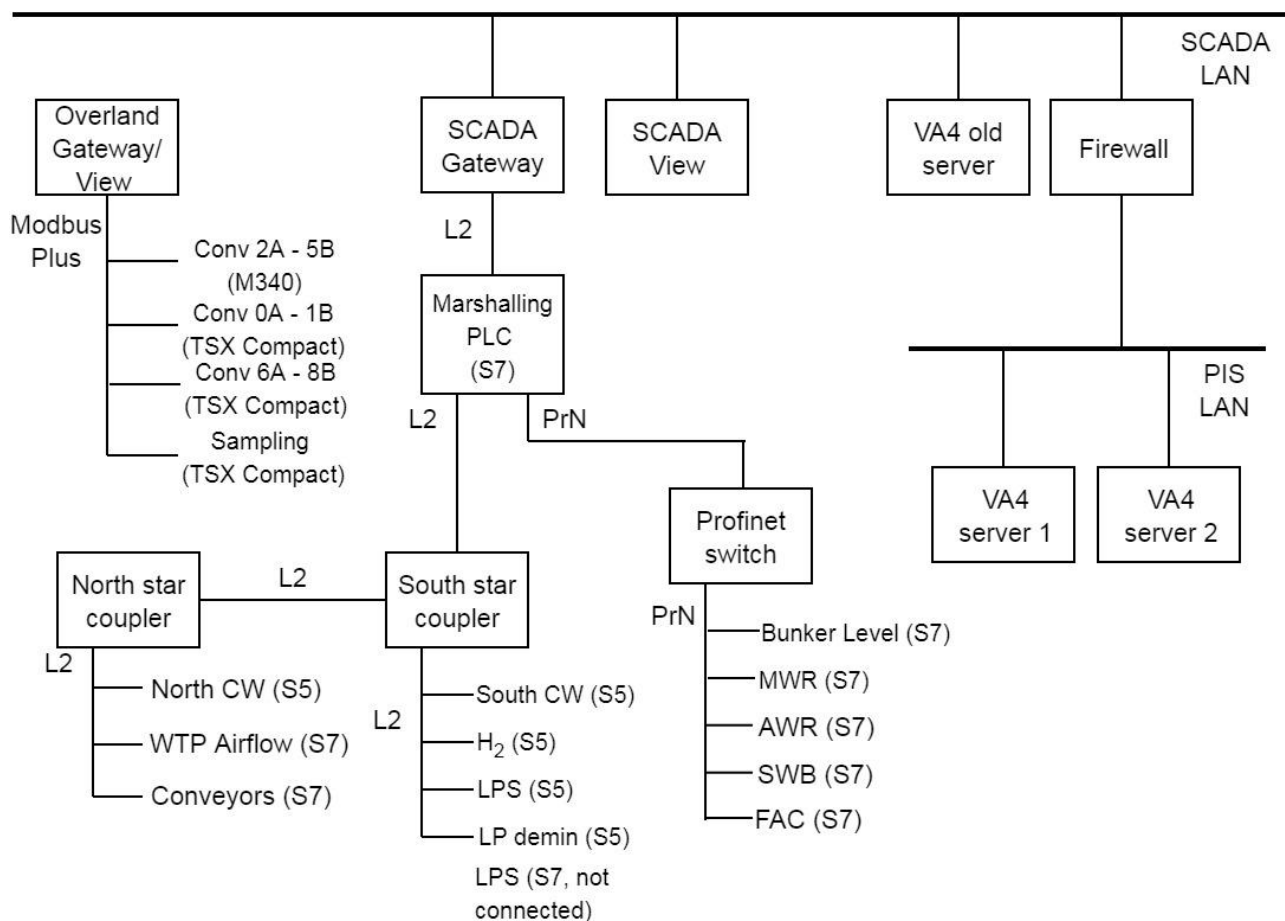 SCADA
LAN
Overland
Gateway/
View
SCADA
Gateway
SCADA
View
VA4 old
server
Firewall
Modbus
Plus
Conv 2A - 5B
(M340)
Conv 0A - 1B
(TSX Compact)
Conv 6A - 8B
(TSX Compact)
Sampling
(TSX Compact)
L2
Marshalling
PLC
(S7)
L2
PrN
PIS
LAN
VA4
server 1
VA4
server 2
Profinet
switch
North star
coupler
L2
South star
coupler
L2
North CW (S5)
WTP Airflow (S7)
Conveyors (S7)
L2
South CW (S5)
H₂ (S5)
LPS (S5)
LP demin (S5)
LPS (S7, not
connected)
PrN
Bunker Level (S7)
MWR (S7)
AWR (S7)
SWB (S7)
FAC (S7)